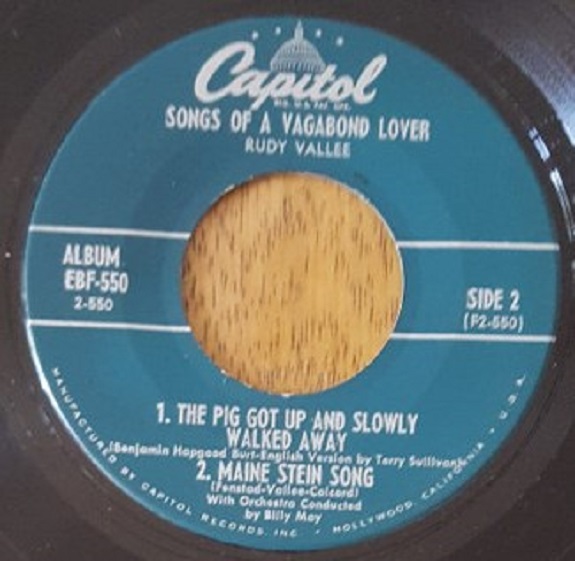 Capitol
REG. U.S. PAT. OFF.
SONGS OF A VAGABOND LOVER
RUDY VALLEE
ALBUM
EBF-550
2-550
SIDE 2
(F2-550)
1. THE PIG GOT UP AND SLOWLY
WALKED AWAY
(Benjamin Hapgood Burt-English Version by Terry Sullivan)
2. MAINE STEIN SONG
(Fenstad-Vallee-Colcord)
With Orchestra Conducted
by Billy May
MANUFACTURED BY CAPITOL RECORDS, INC. • HOLLYWOOD, CALIFORNIA • U.S.A.